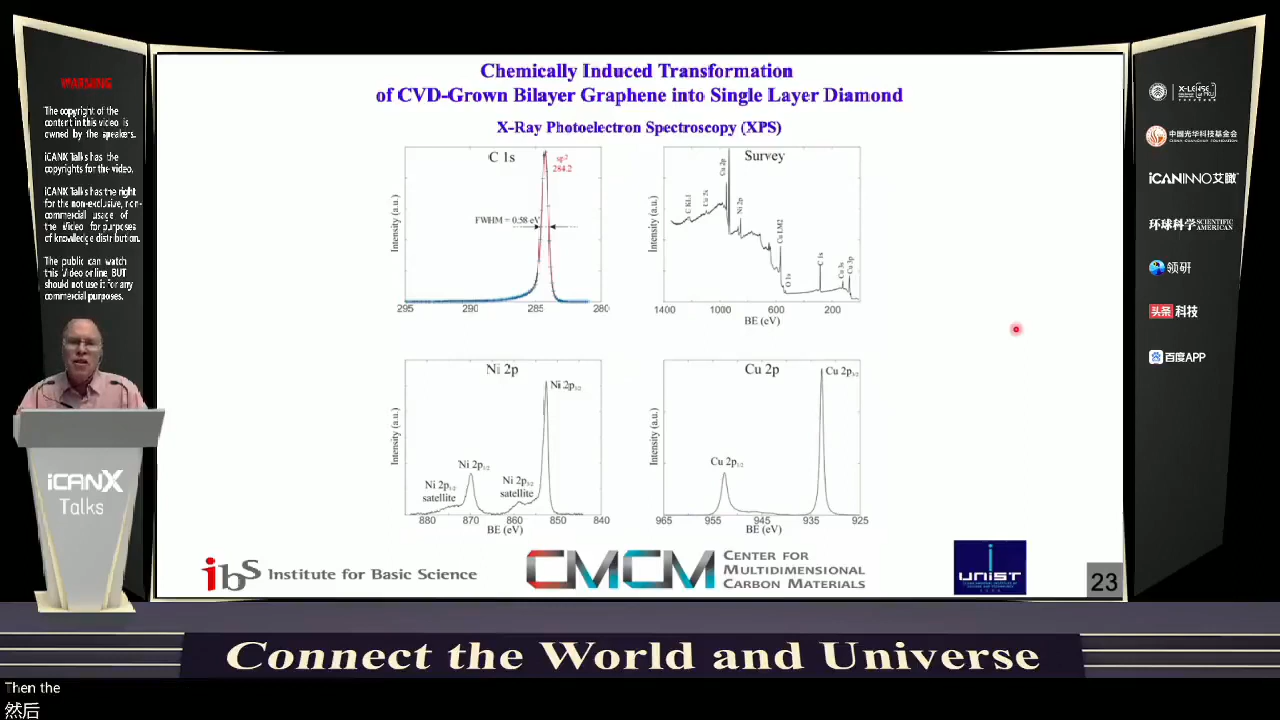 WARNING
The copyright of the
content in this video is
owned by the speakers.
iCANX Talks has the
copyrights for the video.
iCANX Talks has the right
for the non-exclusive, non-
commercial usage of
the Video for purposes
of knowledge distribution.
The public can watch
this Video online, BUT
should not use it for any
commercial purposes.
iCANX
Talks
Chemically Induced Transformation
of CVD-Grown Bilayer Graphene into Single Layer Diamond
X-Ray Photoelectron Spectroscopy (XPS)
C 1s
sp²
284.2
FWHM = 0.58 eV
Intensity (a.u.)
295 290 285 280
Survey
C KLL
Cu 2s
Cu 2p
Ni 2p
Cu LM2
O 1s
C 1s
Cu 3s
Cu 3p
Intensity (a.u.)
1400 1000 600 200
BE (eV)
Ni 2p
Ni 2p3/2
Ni 2p1/2
Ni 2p1/2
satellite
Ni 2p3/2
satellite
Intensity (a.u.)
880 870 860 850 840
BE (eV)
Cu 2p
Cu 2p3/2
Cu 2p1/2
Intensity (a.u.)
965 955 945 935 925
BE (eV)
ibS Institute for Basic Science
CMCM
CENTER FOR
MULTIDIMENSIONAL
CARBON MATERIALS
UNIST
23
中国光华科技基金会
iCANINNO艾瞰
环球科学 SCIENTIFIC
AMERICAN
领研
头条 科技
百度APP
Connect the World and Universe
Then the
然后